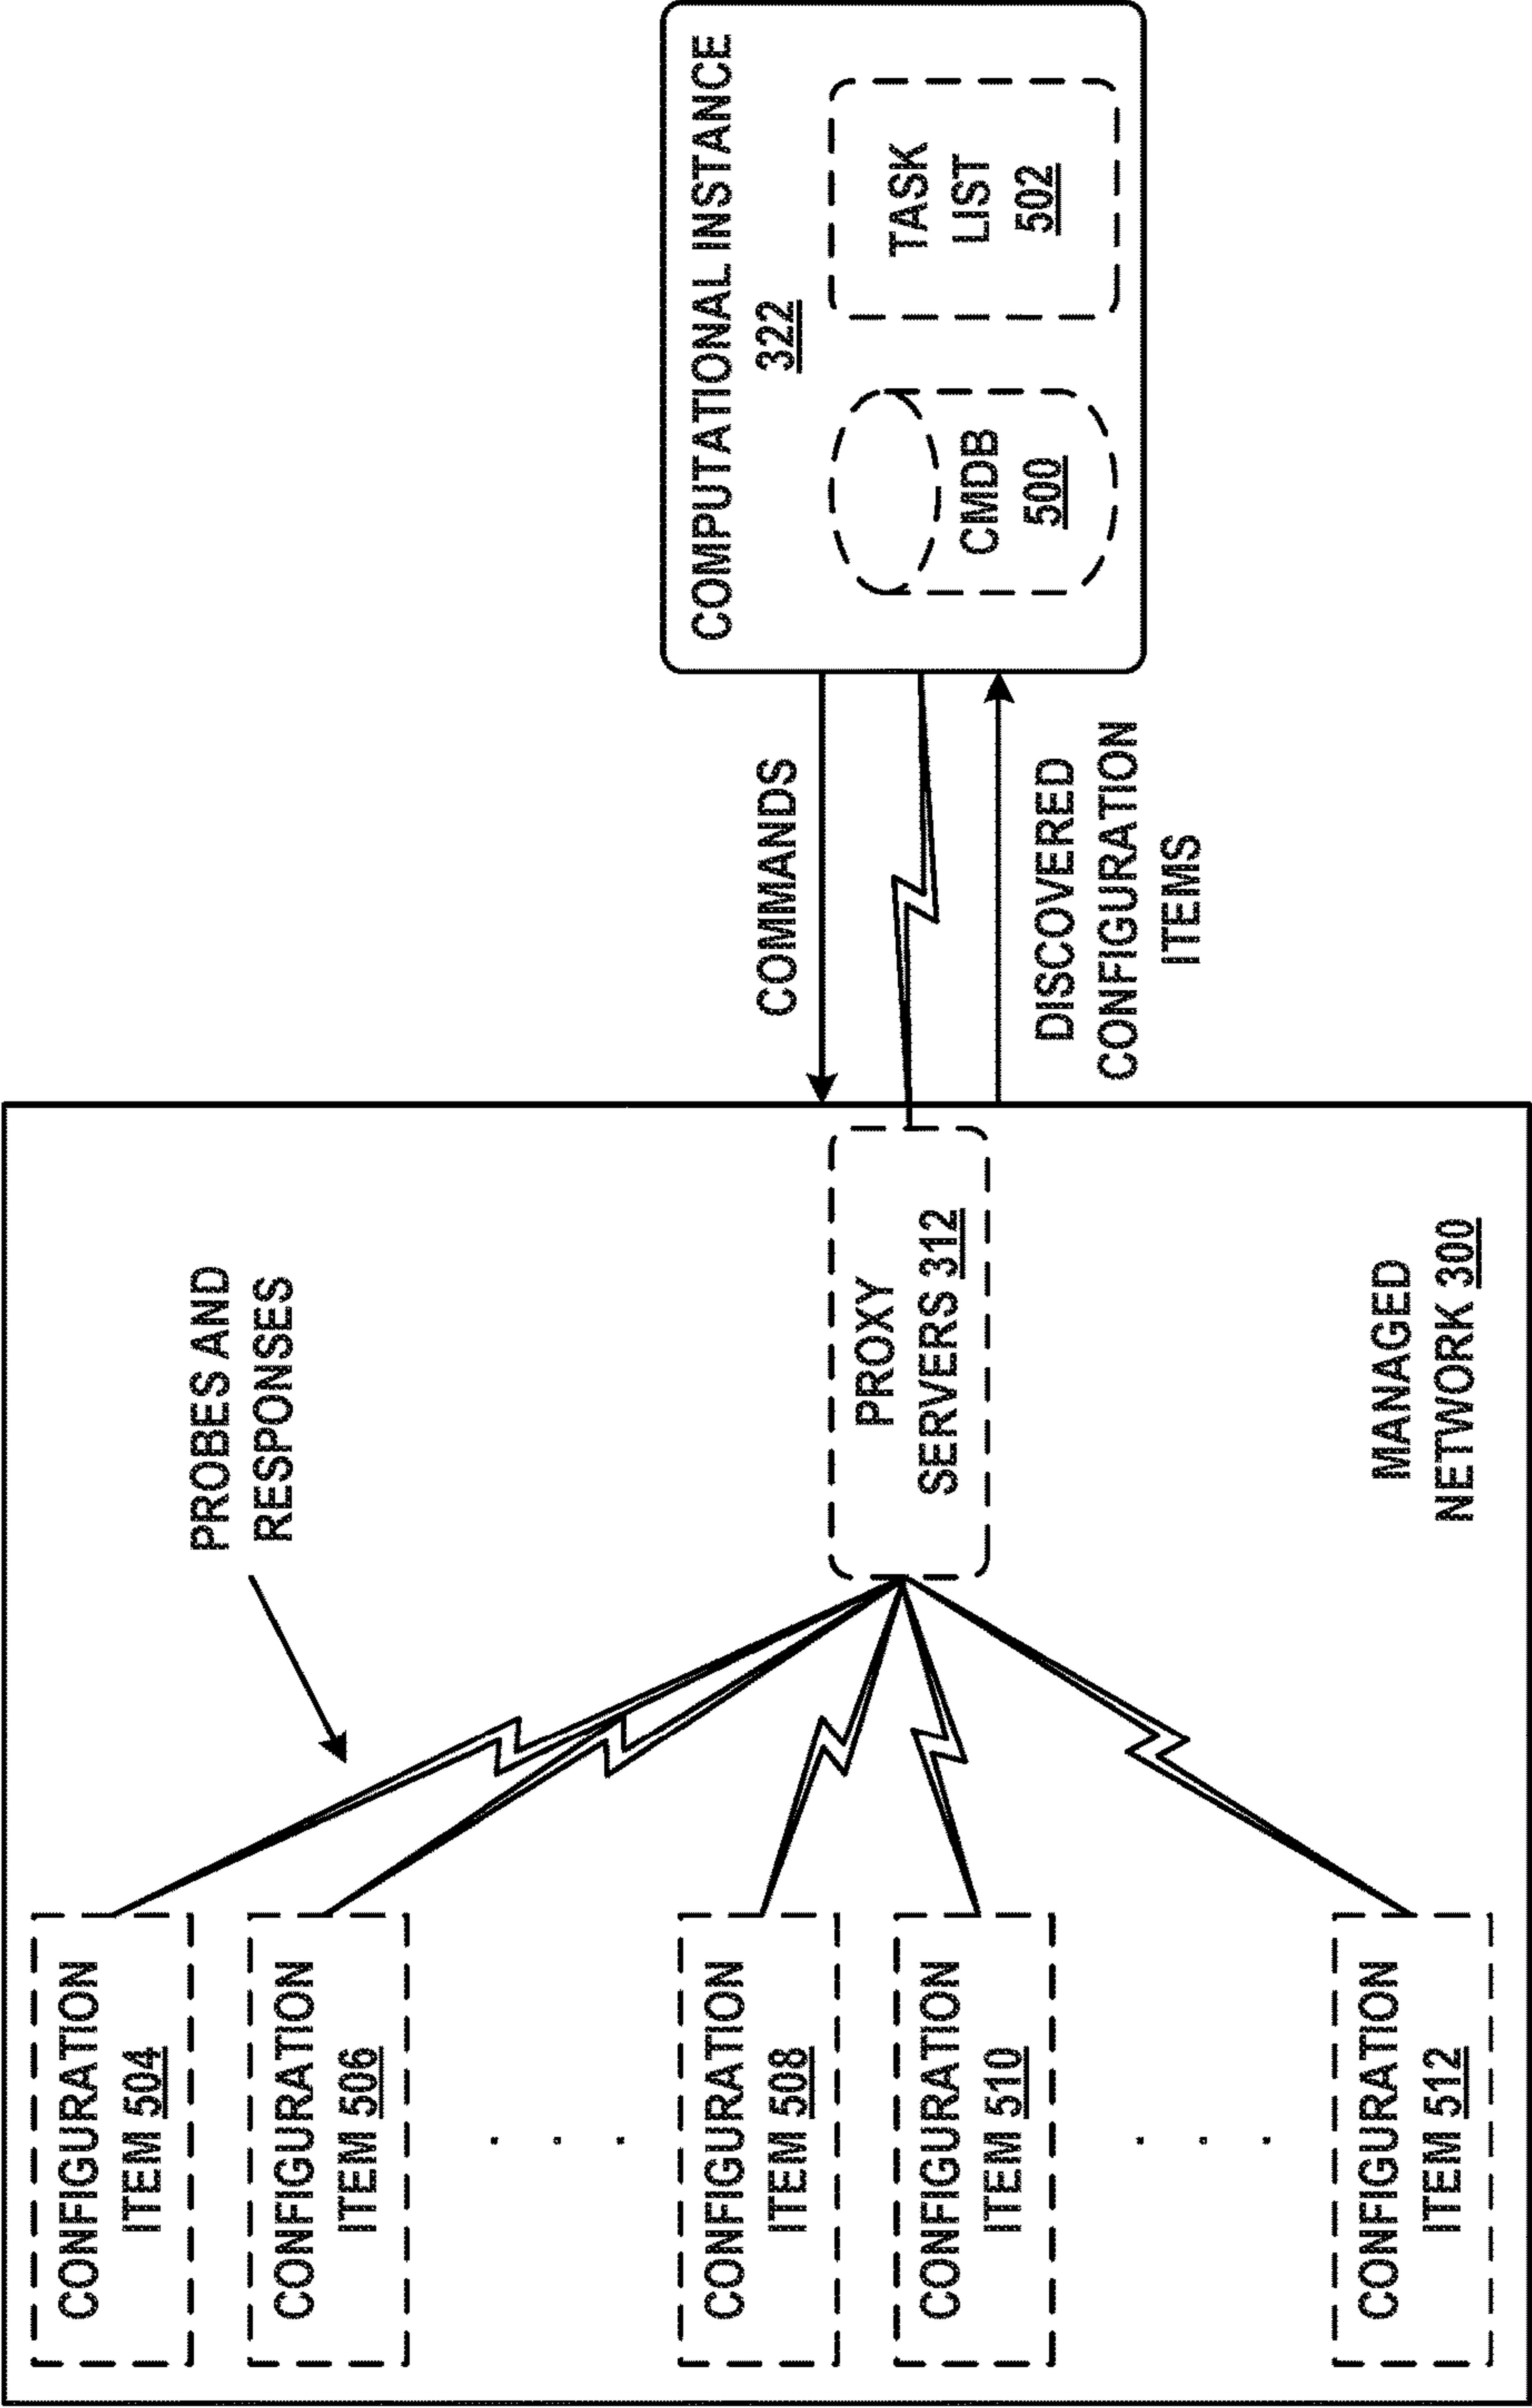 CONFIGURATION
ITEM 504
CONFIGURATION
ITEM 506
. . .
CONFIGURATION
ITEM 508
CONFIGURATION
ITEM 510
. . .
CONFIGURATION
ITEM 512
PROBES AND
RESPONSES
PROXY
SERVERS 312
MANAGED
NETWORK 300
COMMANDS
DISCOVERED
CONFIGURATION
ITEMS
COMPUTATIONAL INSTANCE
322
CMDB
500
TASK
LIST
502